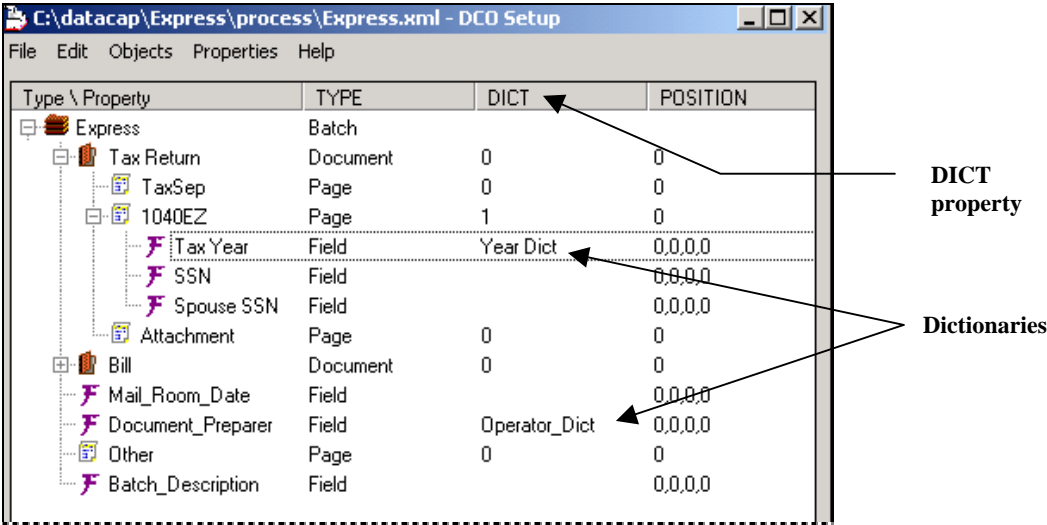 C:\datacap\Express\process\Express.xml - DCO Setup
File Edit Objects Properties Help
Type \ Property TYPE DICT POSITION
Express Batch
Tax Return Document 0 0
TaxSep Page 0 0
1040EZ Page 1 0
Tax Year Field Year Dict 0,0,0,0
SSN Field 0,0,0,0
Spouse SSN Field 0,0,0,0
Attachment Page 0 0
Bill Document 0 0
Mail_Room_Date Field 0,0,0,0
Document_Preparer Field Operator_Dict 0,0,0,0
Other Page 0 0
Batch_Description Field 0,0,0,0
DICT
property
Dictionaries